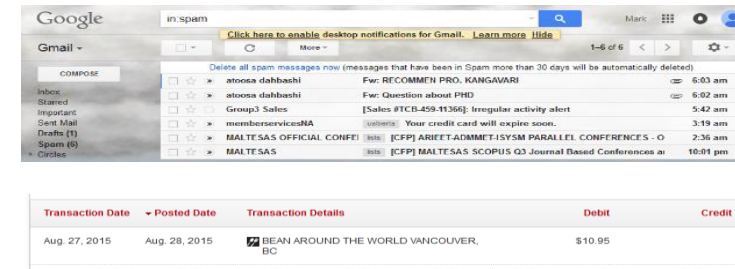 Google in:spam Mark
Click here to enable desktop notifications for Gmail. Learn more Hide
Gmail More 1–6 of 6
Delete all spam messages now (messages that have been in Spam more than 30 days will be automatically deleted)
COMPOSE
atoosa dahbashi Fw: RECOMMEN PRO. KANGAVARI 6:03 am
Inbox
atoosa dahbashi Fw: Question about PHD 6:02 am
Starred
Group3 Sales [Sales #TCB-459-11366]: Irregular activity alert 5:42 am
Important
Sent Mail
memberservicesNA Your credit card will expire soon. 3:19 am
Drafts (1)
MALTESAS OFFICIAL CONFEI lists [CFP] ARIEET-ADMMET-ISYSM PARALLEL CONFERENCES - O 2:36 am
Spam (6)
Circles
MALTESAS lists [CFP] MALTESAS SCOPUS Q3 Journal Based Conferences 10:01 pm
Transaction Date Posted Date Transaction Details Debit Credit
Aug. 27, 2015 Aug. 28, 2015 BEAN AROUND THE WORLD VANCOUVER, $10.95
BC